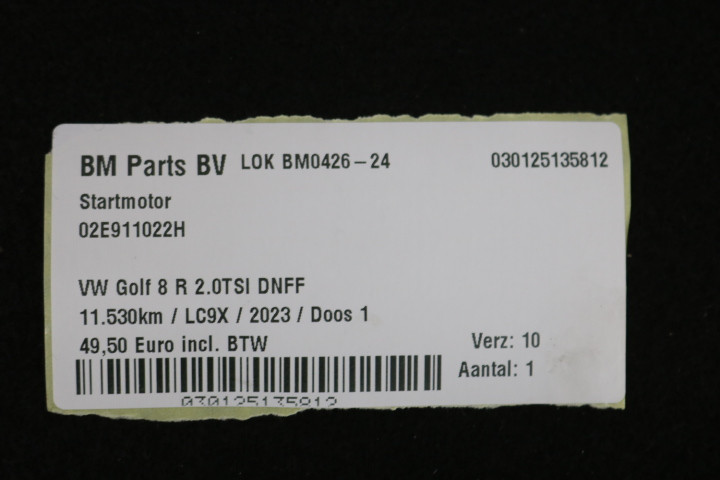 BM Parts BV LOK BM0426-24 030125135812
Startmotor
02E911022H
VW Golf 8 R 2.0TSI DNFF
11.530km / LC9X / 2023 / Doos 1
49,50 Euro incl. BTW Verz: 10
Aantal: 1
030125135812